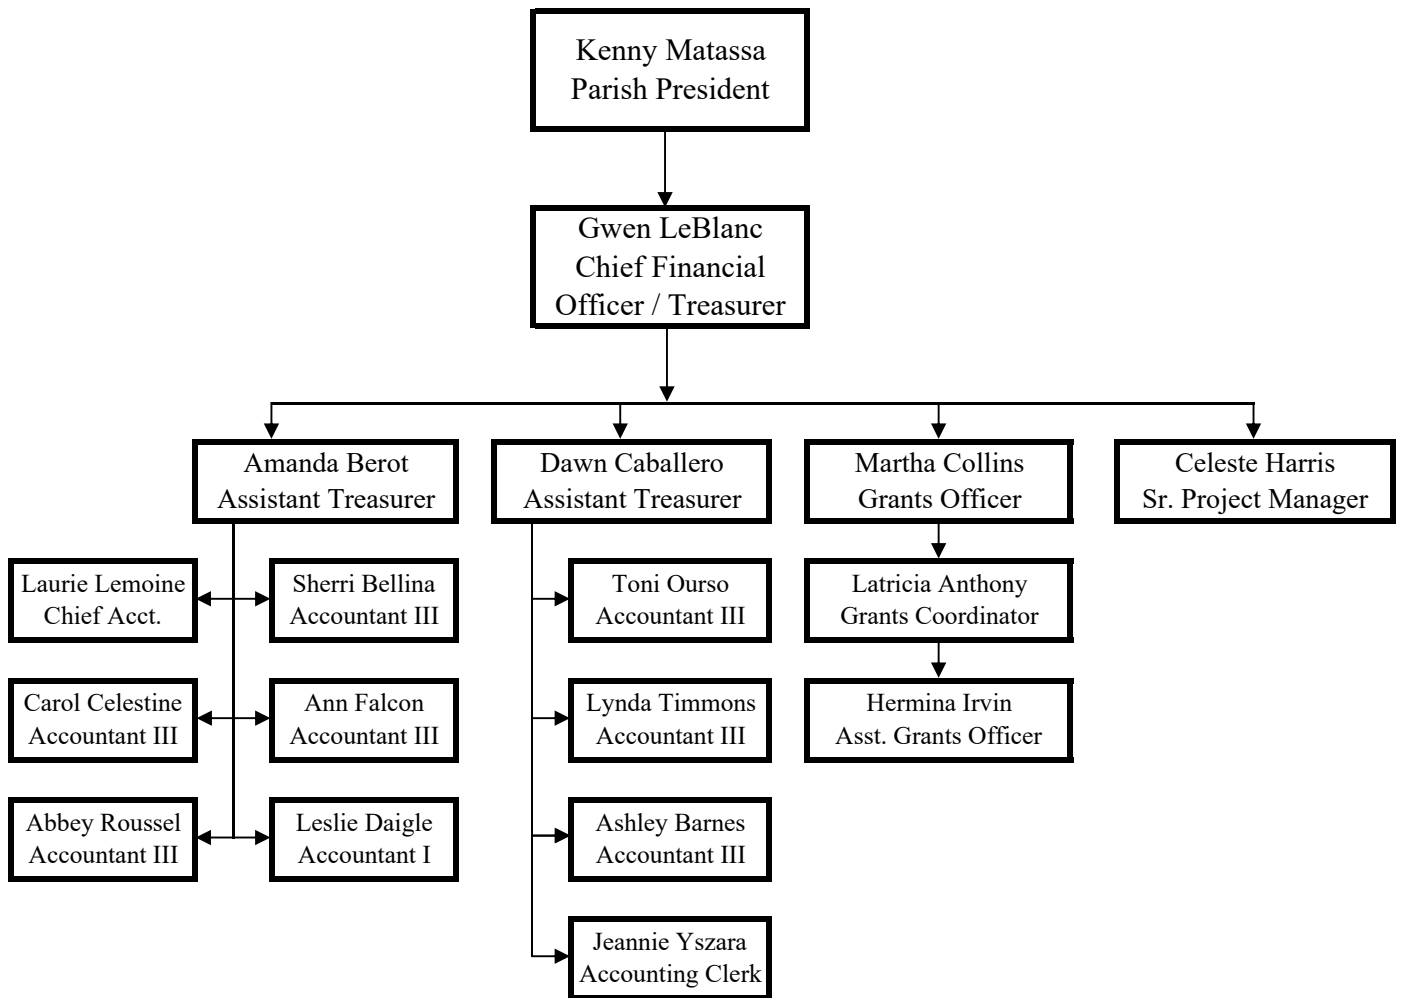 Kenny Matassa
Parish President
Gwen LeBlanc
Chief Financial
Officer / Treasurer
Amanda Berot
Assistant Treasurer
Dawn Caballero
Assistant Treasurer
Martha Collins
Grants Officer
Celeste Harris
Sr. Project Manager
Laurie Lemoine
Chief Acct.
Sherri Bellina
Accountant III
Toni Ourso
Accountant III
Latricia Anthony
Grants Coordinator
Carol Celestine
Accountant III
Ann Falcon
Accountant III
Lynda Timmons
Accountant III
Hermina Irvin
Asst. Grants Officer
Abbey Roussel
Accountant III
Leslie Daigle
Accountant I
Ashley Barnes
Accountant III
Jeannie Yszara
Accounting Clerk